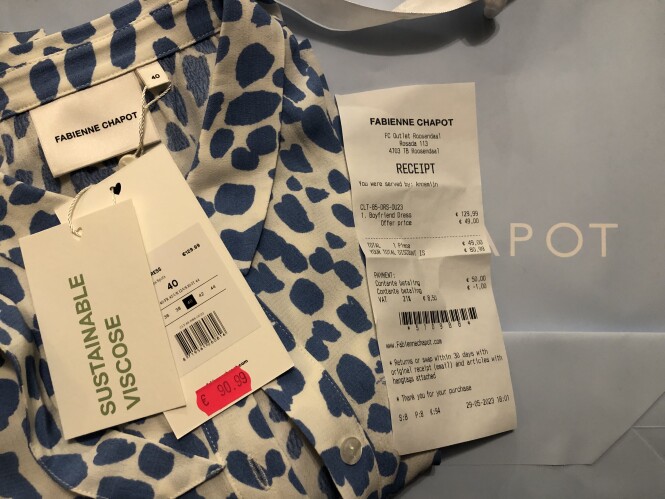 40
FABIENNE CHAPOT
SUSTAINABLE
VISCOSE
€129.99
40
36 38 40 42 44
€ 90.99
CHAPOT
FABIENNE CHAPOT
FC Outlet Roosendaal
Rosada 113
4703 TB Roosendaal
RECEIPT
You were served by: Annemijn
CLT-85-DRS-DU23
1. Boyfriend Dress € 129,99
Offer price € 49,00
TOTAL 1 Piece € 49,00
YOUR TOTAL DISCOUNT IS € 80,99
PAYMENT:
Contante betaling € 50,00
Contante betaling € -1,00
VAT 21% € 8,50
www.fabiennechapot.com
* Returns or swap within 30 days with
original receipt (email) and articles with
hangtags attached
* Thank you for your purchase
S:8 P:8 K:54 29-05-2023 18:01